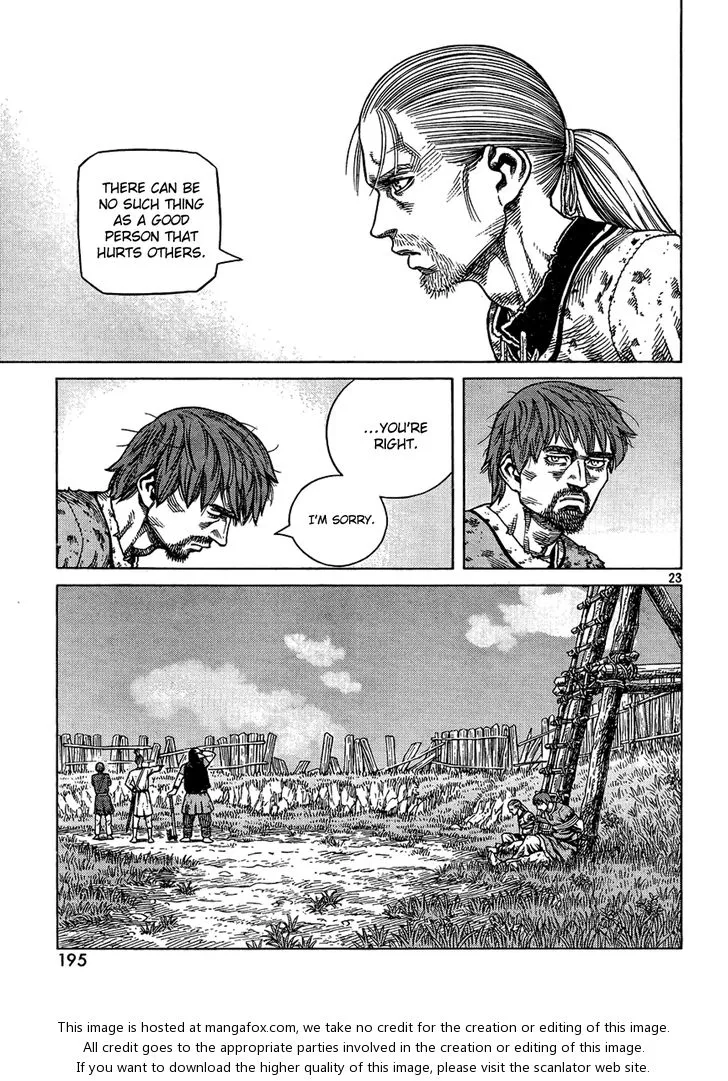 THERE CAN BE
NO SUCH THING
AS A GOOD
PERSON THAT
HURTS OTHERS.
...YOU'RE
RIGHT.
I'M SORRY.
23
195
This image is hosted at mangafox.com, we take no credit for the creation or editing of this image.
All credit goes to the appropriate parties involved in the creation or editing of this image.
If you want to download the higher quality of this image, please visit the scanlator web site.